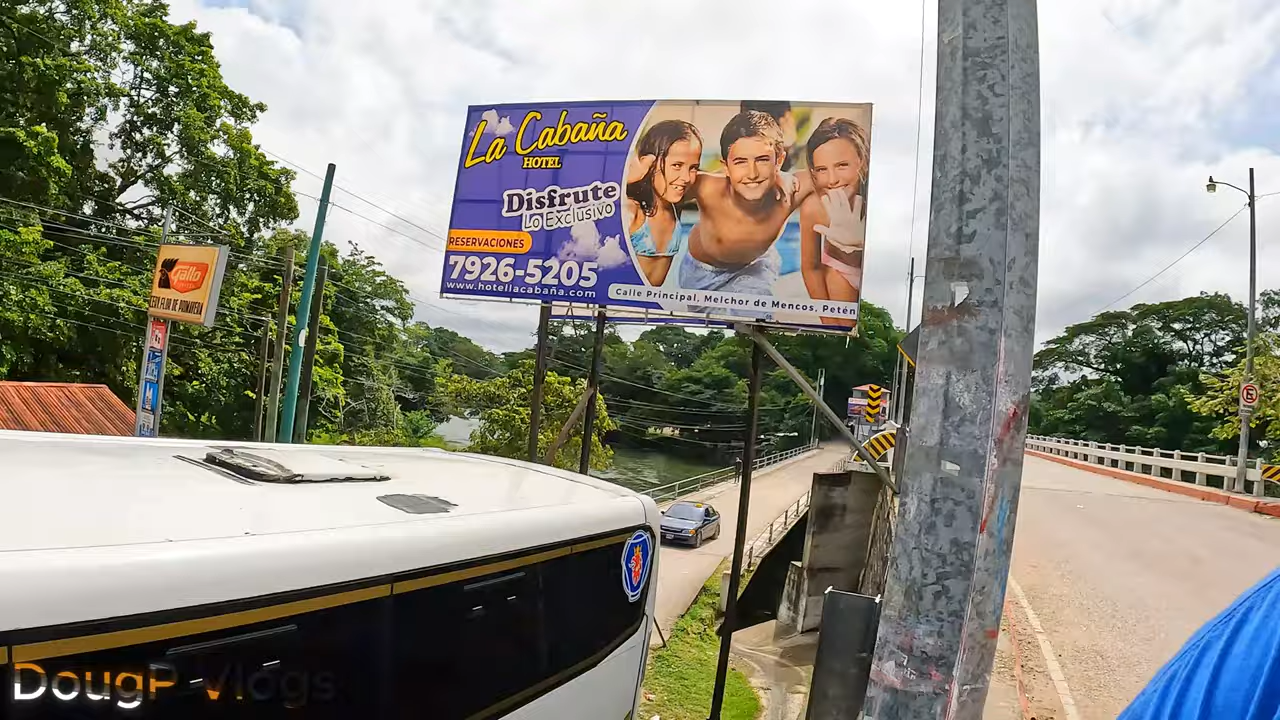 La Cabaña
HOTEL
Disfrute
Lo Exclusivo
RESERVACIONES
7926-5205
www.hotellacabaña.com
Calle Principal, Melchor de Mencos, Petén
Gallo
E
DougP Vlogs